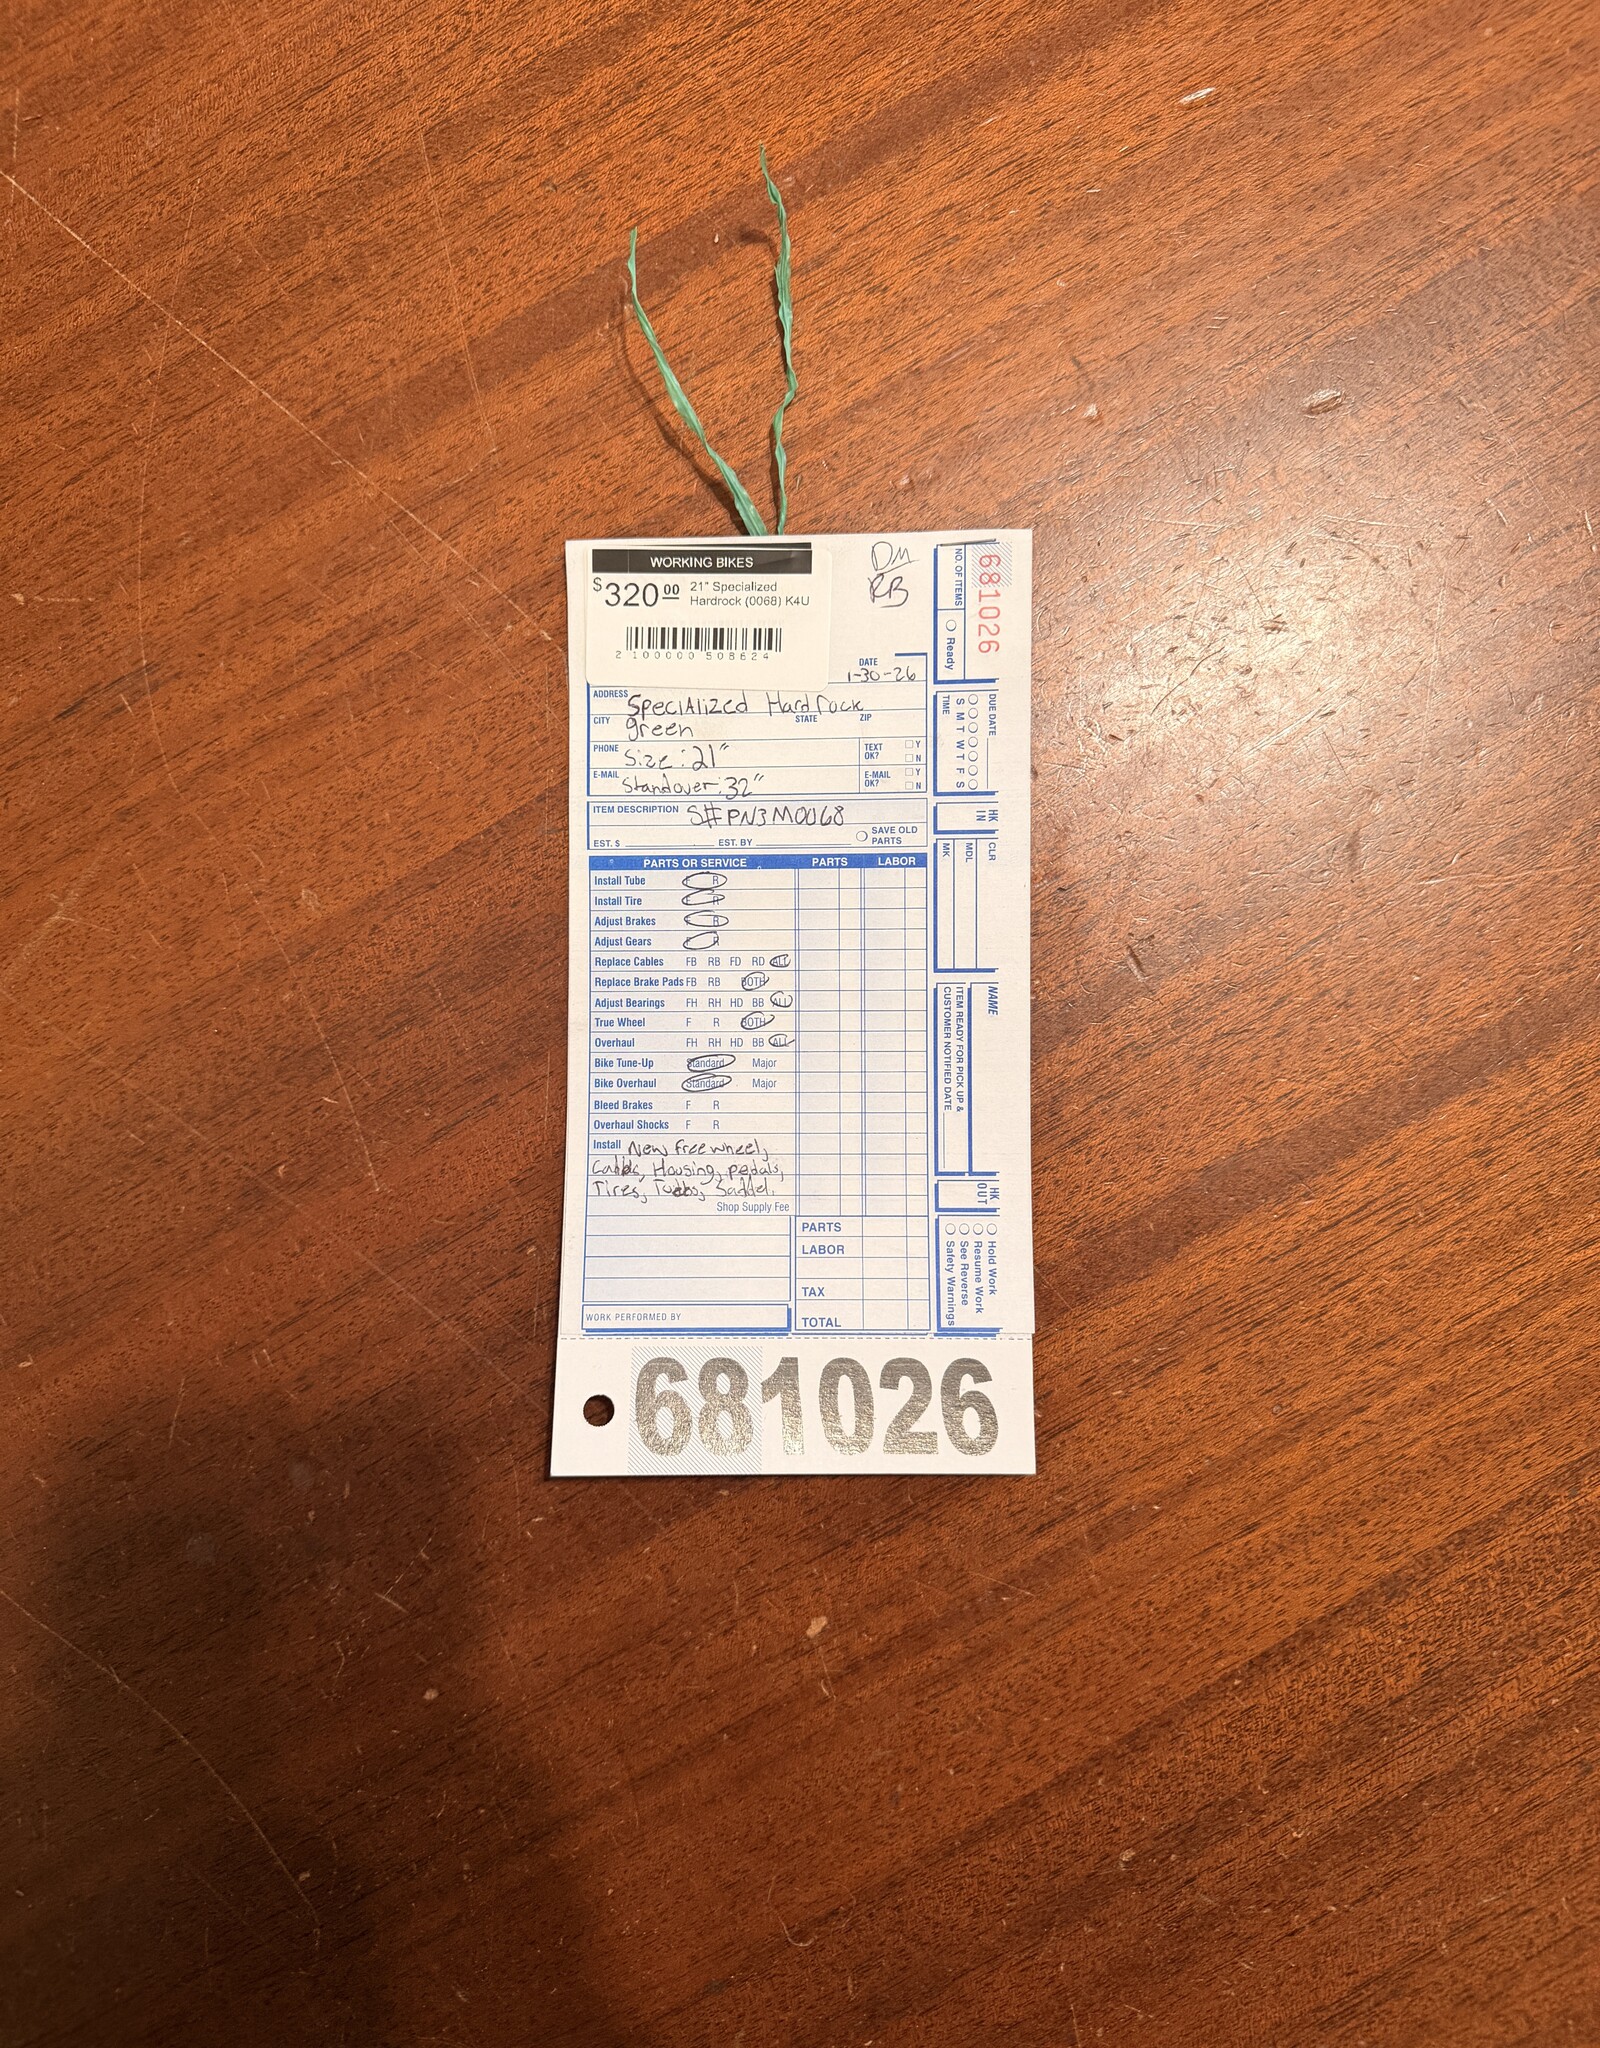 WORKING BIKES
$320.00 21" Specialized
Hardrock (0068) K4U
2 100000 508624
DM
RB
DATE
1-30-26
ADDRESS Specialized Hardrock
CITY green STATE ZIP
PHONE Size: 21" TEXT OK? Y N
E-MAIL Standover: 32" E-MAIL OK? Y N
ITEM DESCRIPTION S#PN3M0068
EST. $ EST. BY SAVE OLD PARTS
PARTS OR SERVICE PARTS LABOR
Install Tube F R
Install Tire F R
Adjust Brakes F R
Adjust Gears F R
Replace Cables FB RB FD RD ALL
Replace Brake Pads FB RB BOTH
Adjust Bearings FH RH HD BB ALL
True Wheel F R BOTH
Overhaul FH RH HD BB ALL
Bike Tune-Up Standard Major
Bike Overhaul Standard Major
Bleed Brakes F R
Overhaul Shocks F R
Install New freewheel,
Housing, pedals,
Tires, Saddel,
Shop Supply Fee
PARTS
LABOR
TAX
WORK PERFORMED BY
TOTAL
681026
681026
NO. OF ITEMS Ready
DUE DATE
S M T W T F S
TIME
HK IN
CLR
MDL
MK
NAME
ITEM READY FOR PICK UP &
CUSTOMER NOTIFIED DATE
HK OUT
Hold Work
Resume Work
See Reverse
Safety Warnings